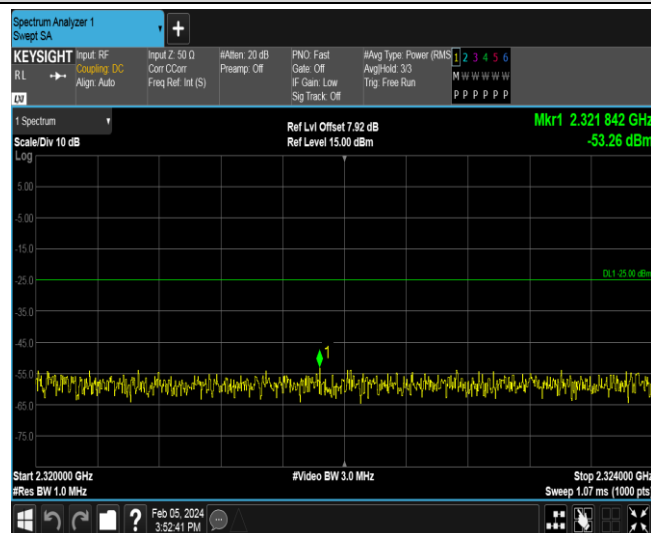 Spectrum Analyzer 1
Swept SA
+
KEYSIGHT
RL
LXI
Input: RF
Coupling: DC
Align: Auto
Input Z: 50 Ω
Corr CCorr
Freq Ref: Int (S)
#Atten: 20 dB
Preamp: Off
PNO: Fast
Gate: Off
IF Gain: Low
Sig Track: Off
#Avg Type: Power (RMS
Avg|Hold: 3/3
Trig: Free Run
1 2 3 4 5 6
M W W W W W
P P P P P P
1 Spectrum
Scale/Div 10 dB
Log
Ref Lvl Offset 7.92 dB
Ref Level 15.00 dBm
Mkr1 2.321 842 GHz
-53.26 dBm
5.00
-5.00
-15.0
-25.0
DL1 -25.00 dBm
-35.0
-45.0
1
-55.0
-65.0
-75.0
Start 2.320000 GHz
#Res BW 1.0 MHz
#Video BW 3.0 MHz
Stop 2.324000 GHz
Sweep 1.07 ms (1000 pts)
?
Feb 05, 2024
3:52:41 PM